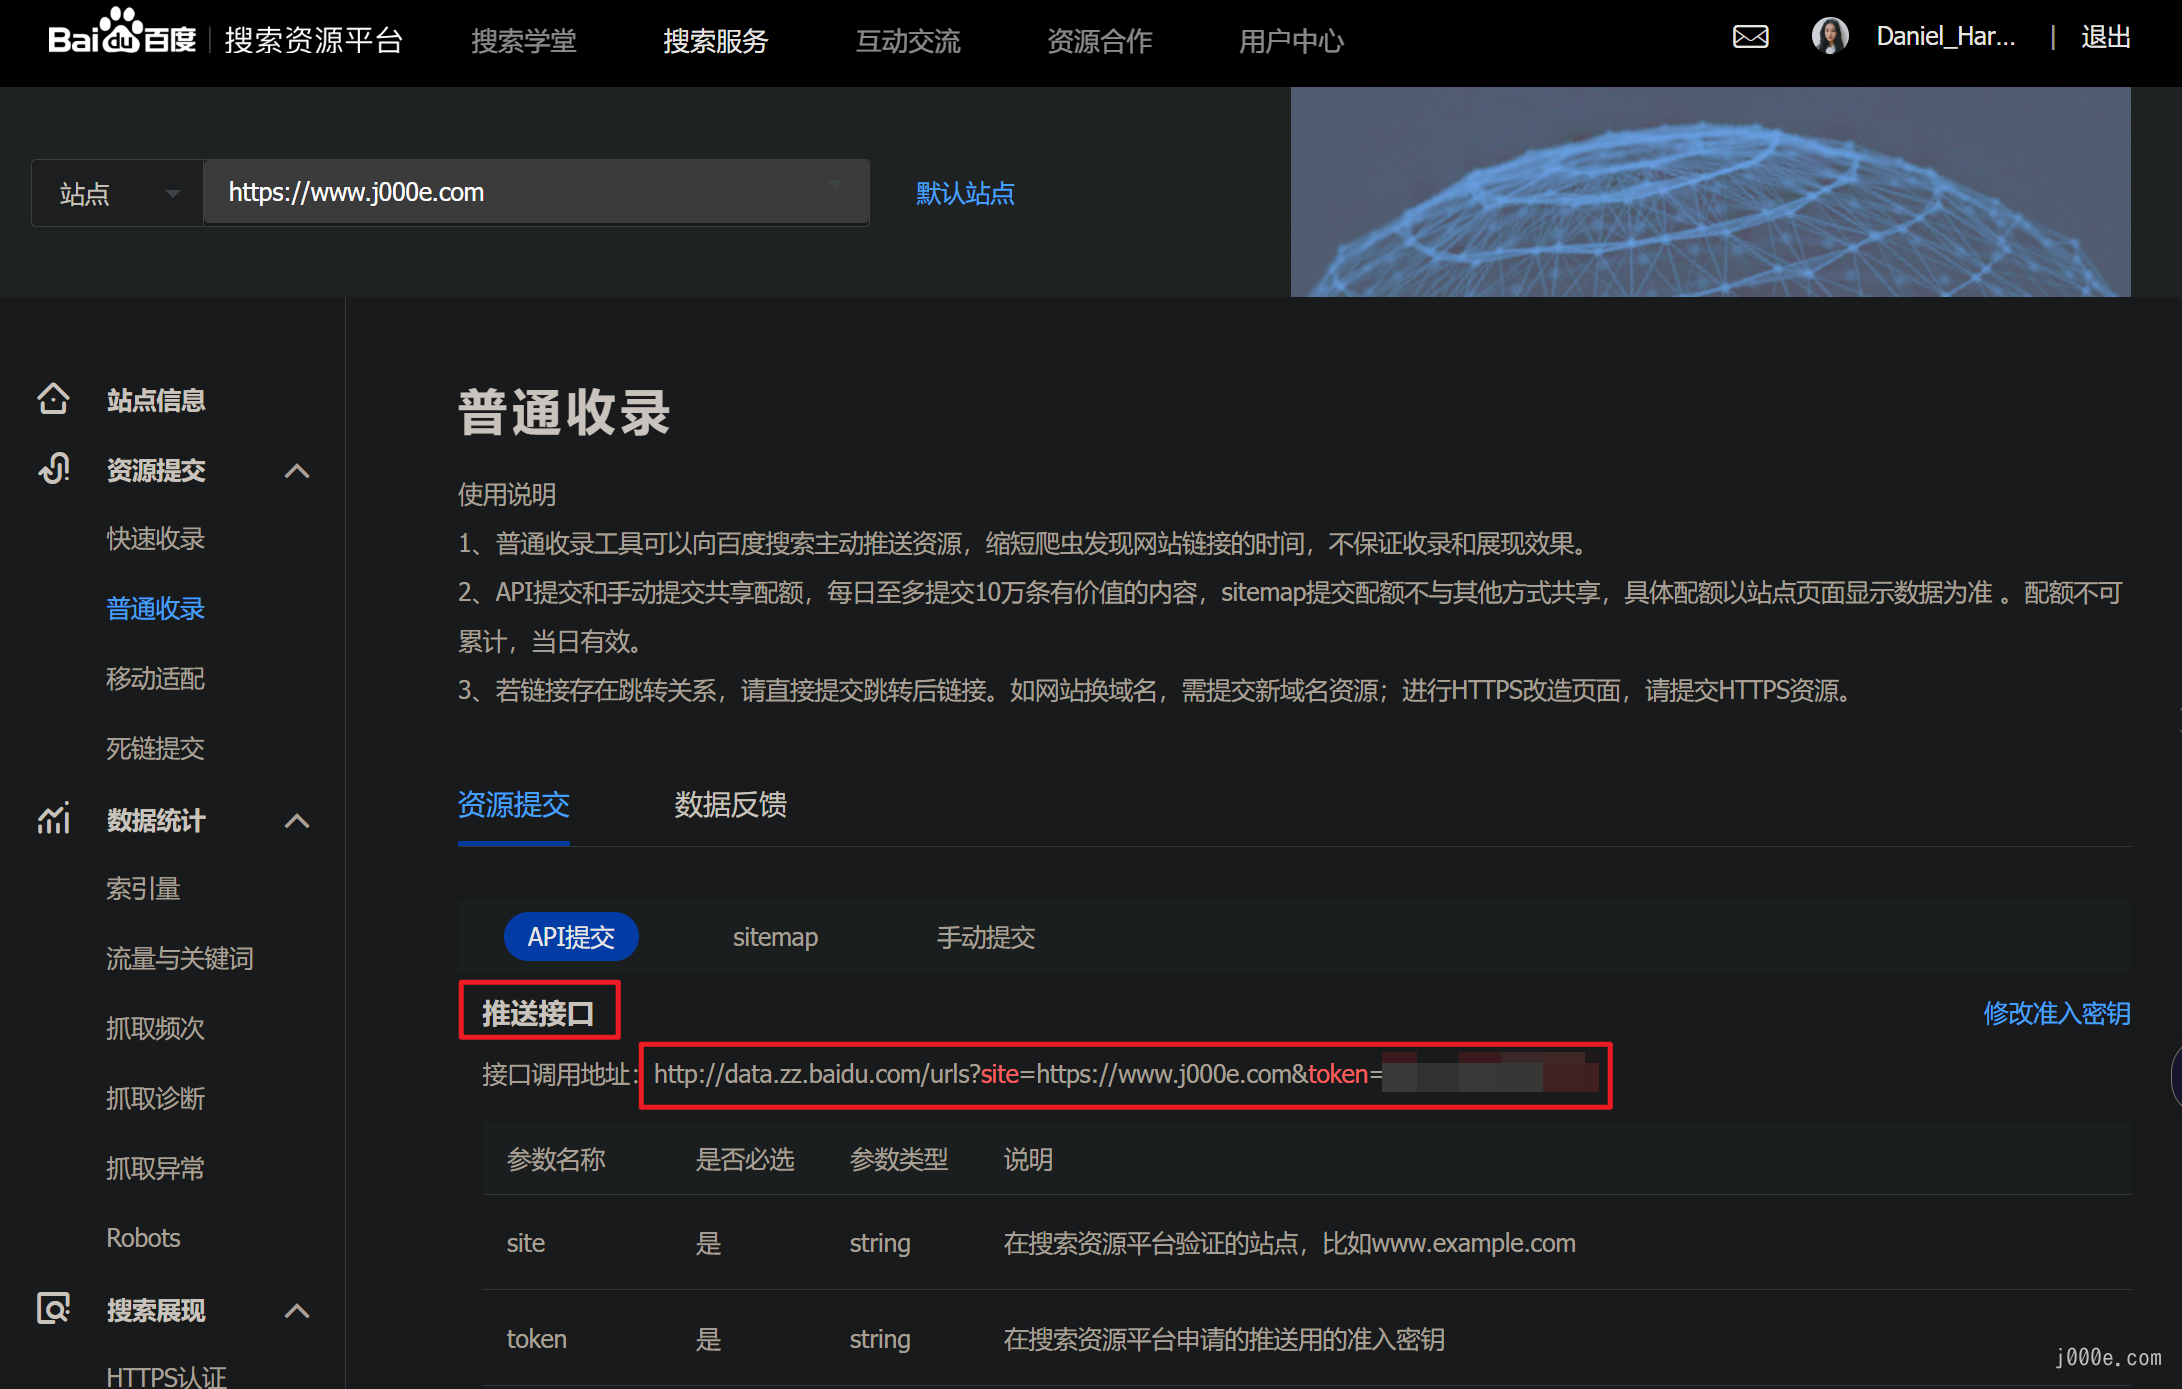 Bai du 百度 | 搜索资源平台
搜索学堂
搜索服务
互动交流
资源合作
用户中心
Daniel_Har... | 退出
站点
https://www.j000e.com
默认站点
站点信息
资源提交
快速收录
普通收录
移动适配
死链提交
数据统计
索引量
流量与关键词
抓取频次
抓取诊断
抓取异常
Robots
搜索展现
HTTPS认证
普通收录
使用说明
1、普通收录工具可以向百度搜索主动推送资源，缩短爬虫发现网站链接的时间，不保证收录和展现效果。
2、API提交和手动提交共享配额，每日至多提交10万条有价值的内容，sitemap提交配额不与其他方式共享，具体配额以站点页面显示数据为准 。配额不可
累计，当日有效。
3、若链接存在跳转关系，请直接提交跳转后链接。如网站换域名，需提交新域名资源；进行HTTPS改造页面，请提交HTTPS资源。
资源提交
数据反馈
API提交
sitemap
手动提交
推送接口
修改准入密钥
接口调用地址：http://data.zz.baidu.com/urls?site=https://www.j000e.com&token=
参数名称 是否必选 参数类型 说明
site 是 string 在搜索资源平台验证的站点，比如www.example.com
token 是 string 在搜索资源平台申请的推送用的准入密钥
j000e.com